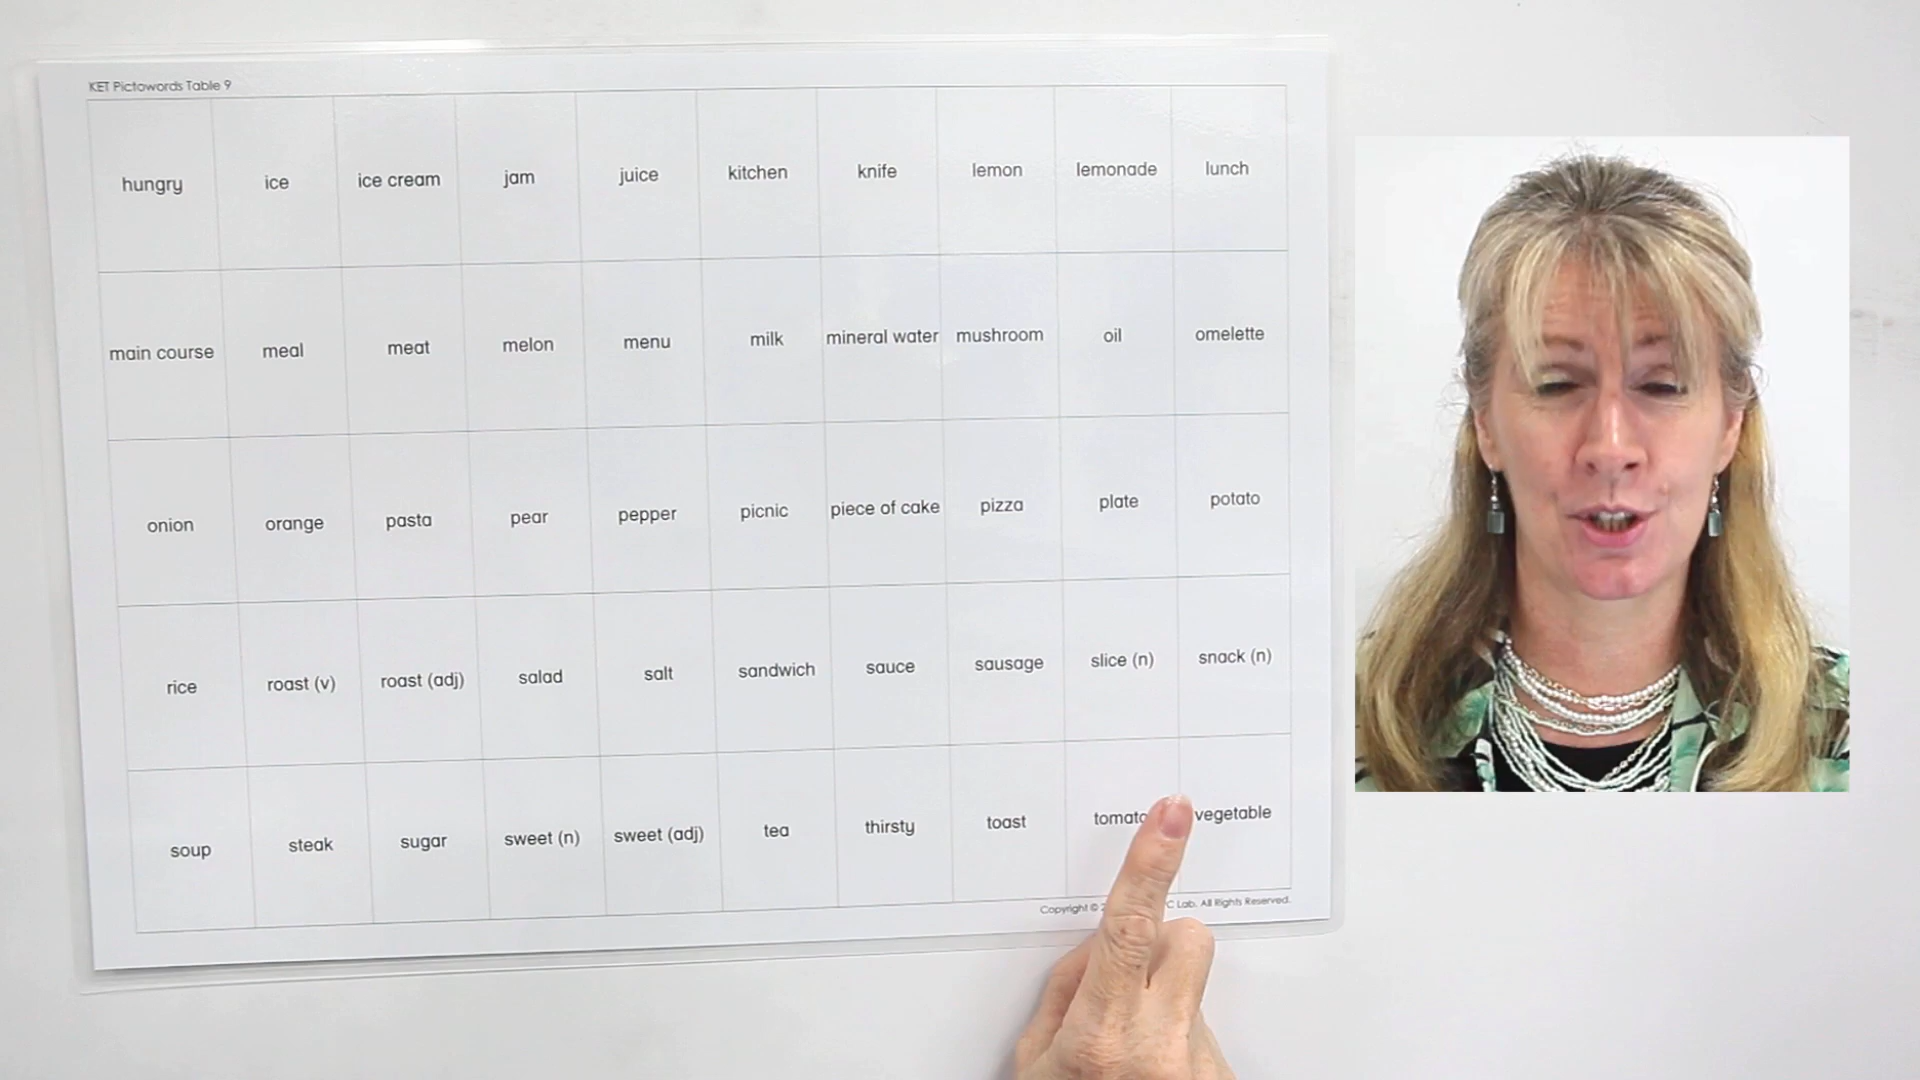 KET Pictowords Table 9
hungry ice ice cream jam juice kitchen knife lemon lemonade lunch
main course meal meat melon menu milk mineral water mushroom oil omelette
onion orange pasta pear pepper picnic piece of cake pizza plate potato
rice roast (v) roast (adj) salad salt sandwich sauce sausage slice (n) snack (n)
soup steak sugar sweet (n) sweet (adj) tea thirsty toast tomato vegetable
Copyright © Lab. All Rights Reserved.